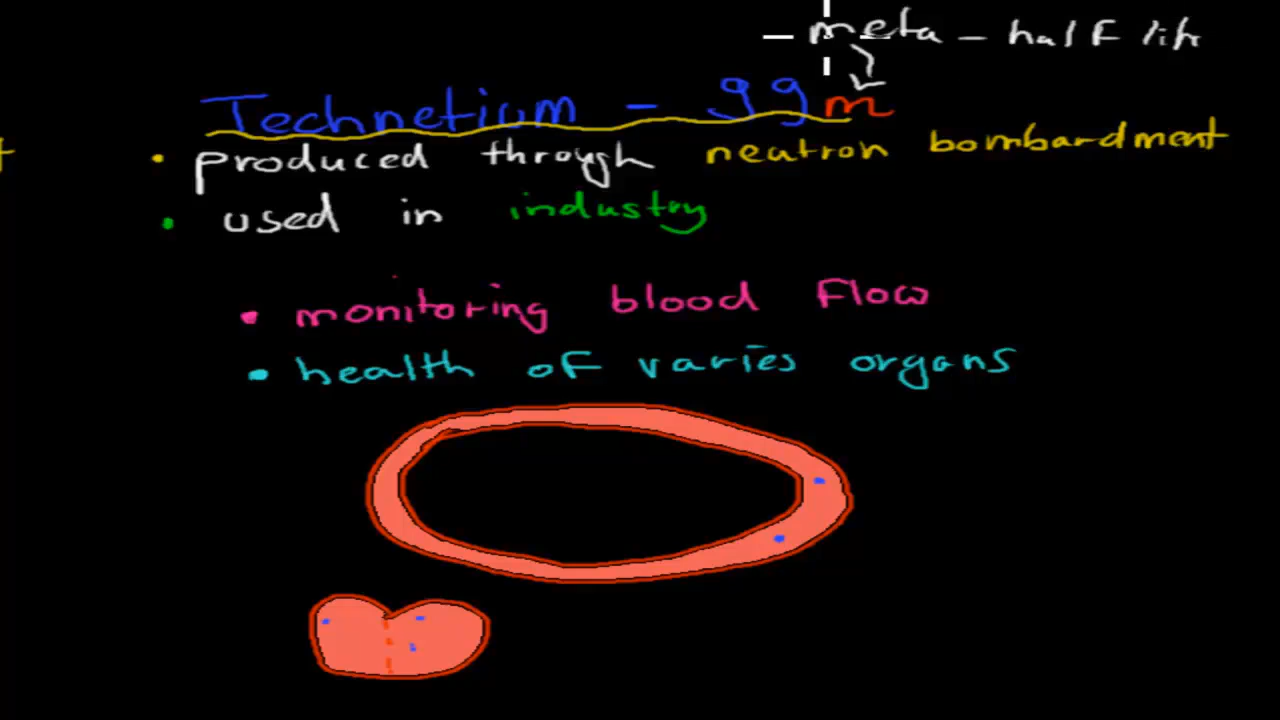 meta - half life
Technetium - 99m
• produced through neutron bombardment
• used in industry
• monitoring blood flow
• health of varies organs